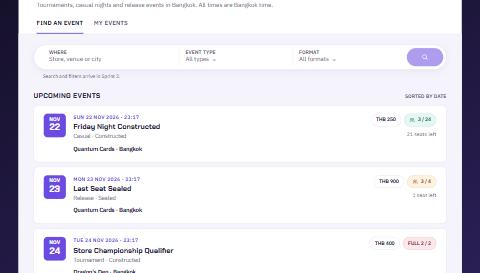 Tournaments, casual nights and release events in Bangkok. All times are Bangkok time.
FIND AN EVENT
MY EVENTS
WHERE
Store, venue or city
EVENT TYPE
All types
FORMAT
All formats
Search and filters arrive in Sprint 2.
UPCOMING EVENTS
SORTED BY DATE
NOV
22
SUN 22 NOV 2026 · 23:17
Friday Night Constructed
Casual · Constructed
Quantum Cards · Bangkok
THB 250
3 / 24
21 seats left
NOV
23
MON 23 NOV 2026 · 23:17
Last Seat Sealed
Release · Sealed
Quantum Cards · Bangkok
THB 900
3 / 4
1 seats left
NOV
24
TUE 24 NOV 2026 · 23:17
Store Championship Qualifier
Tournament · Constructed
Dragon's Den · Bangkok
THB 400
FULL 2 / 2